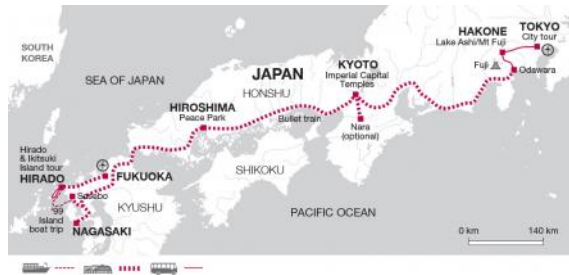 SOUTH
KOREA
SEA OF JAPAN
JAPAN
HONSHU
HAKONE
Lake Ashi/Mt Fuji
TOKYO
City tour
Fuji
Odawara
KYOTO
Imperial Capital
Temples
Nara
(optional)
Bullet train
HIROSHIMA
Peace Park
Hirado
& Ikitsuki
Island tour
HIRADO
FUKUOKA
Sasebo
'99
Island
boat trip
NAGASAKI
KYUSHU
SHIKOKU
PACIFIC OCEAN
0 km
140 km